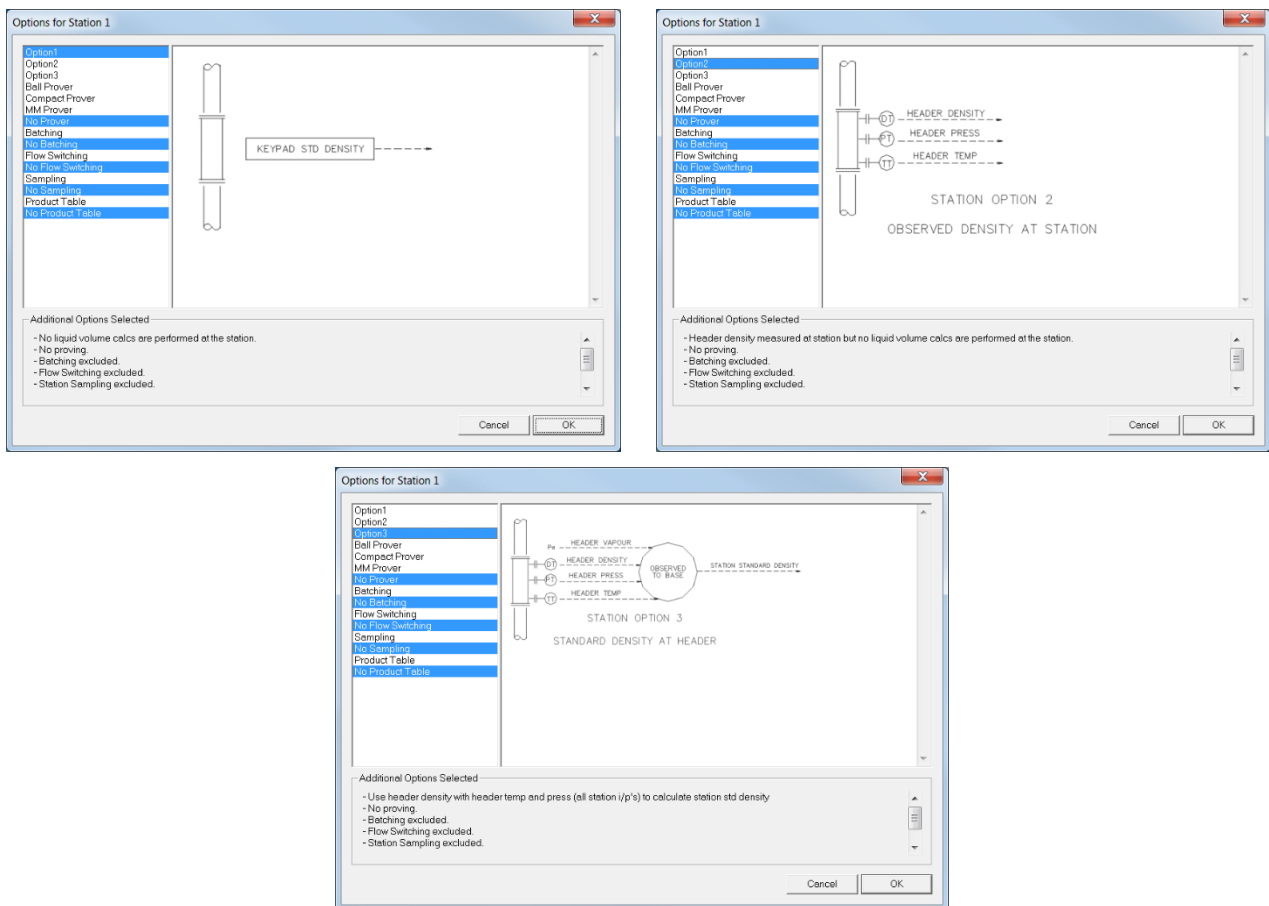 Options for Station 1
X
Option1
Option2
Option3
Ball Prover
Compact Prover
MM Prover
No Prover
Batching
No Batching
Flow Switching
No Flow Switching
Sampling
No Sampling
Product Table
No Product Table
KEYPAD STD DENSITY
Additional Options Selected
- No liquid volume calcs are performed at the station.
- No proving.
- Batching excluded.
- Flow Switching excluded.
- Station Sampling excluded.
Cancel
OK
Options for Station 1
X
Option1
Option2
Option3
Ball Prover
Compact Prover
MM Prover
No Prover
Batching
No Batching
Flow Switching
No Flow Switching
Sampling
No Sampling
Product Table
No Product Table
DT HEADER DENSITY
PT HEADER PRESS
TT HEADER TEMP
STATION OPTION 2
OBSERVED DENSITY AT STATION
Additional Options Selected
- Header density measured at station but no liquid volume calcs are performed at the station.
- No proving.
- Batching excluded.
- Flow Switching excluded.
- Station Sampling excluded.
Cancel
OK
Options for Station 1
X
Option1
Option2
Option3
Ball Prover
Compact Prover
MM Prover
No Prover
Batching
No Batching
Flow Switching
No Flow Switching
Sampling
No Sampling
Product Table
No Product Table
Pe HEADER VAPOUR
DT HEADER DENSITY
PT HEADER PRESS
TT HEADER TEMP
OBSERVED
TO BASE
STATION STANDARD DENSITY
STATION OPTION 3
STANDARD DENSITY AT HEADER
Additional Options Selected
- Use header density with header temp and press (all station i/p's) to calculate station std density
- No proving.
- Batching excluded.
- Flow Switching excluded.
- Station Sampling excluded.
Cancel
OK